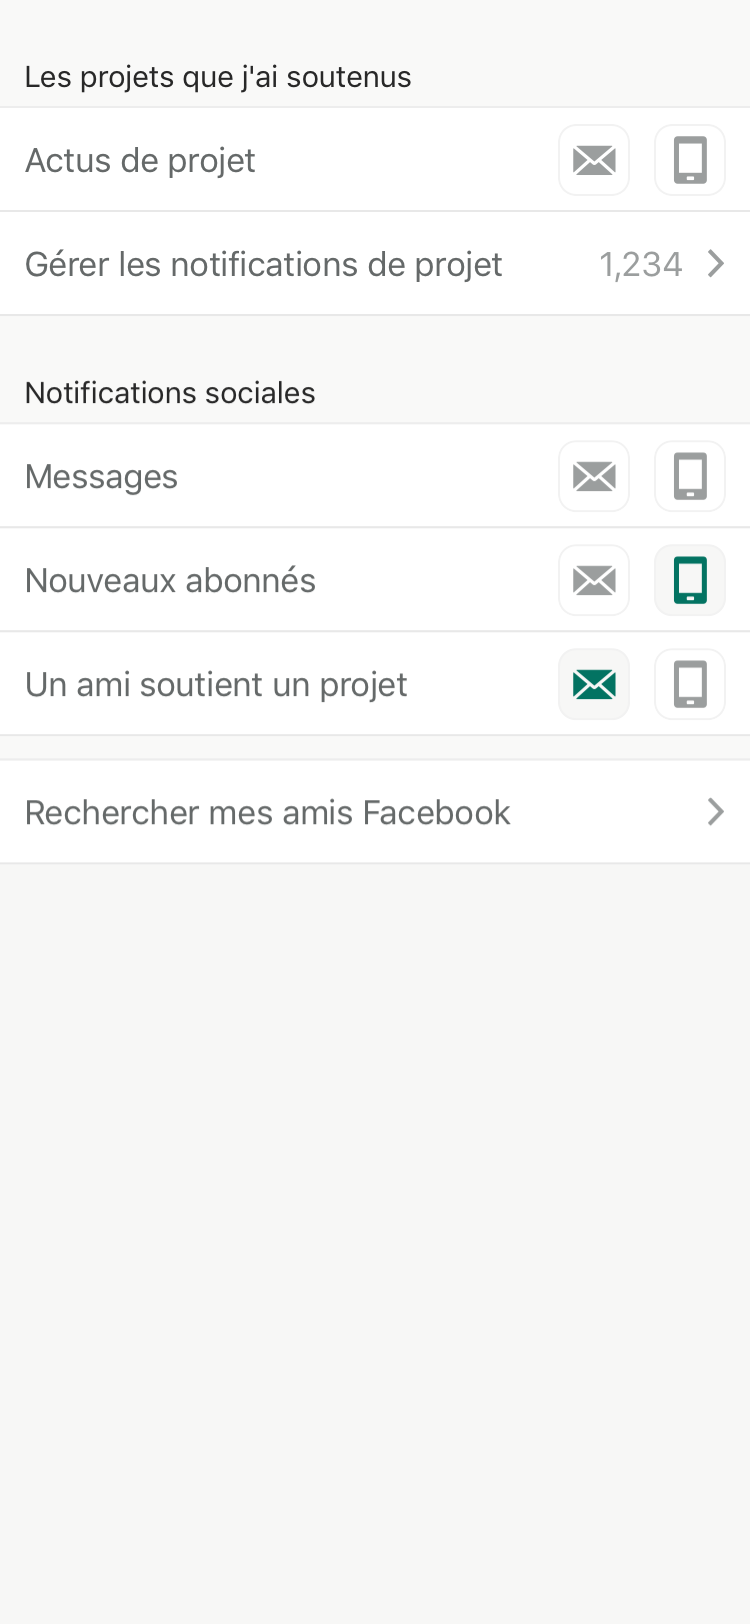 Les projets que j'ai soutenus
Actus de projet
Gérer les notifications de projet 1,234
Notifications sociales
Messages
Nouveaux abonnés
Un ami soutient un projet
Rechercher mes amis Facebook